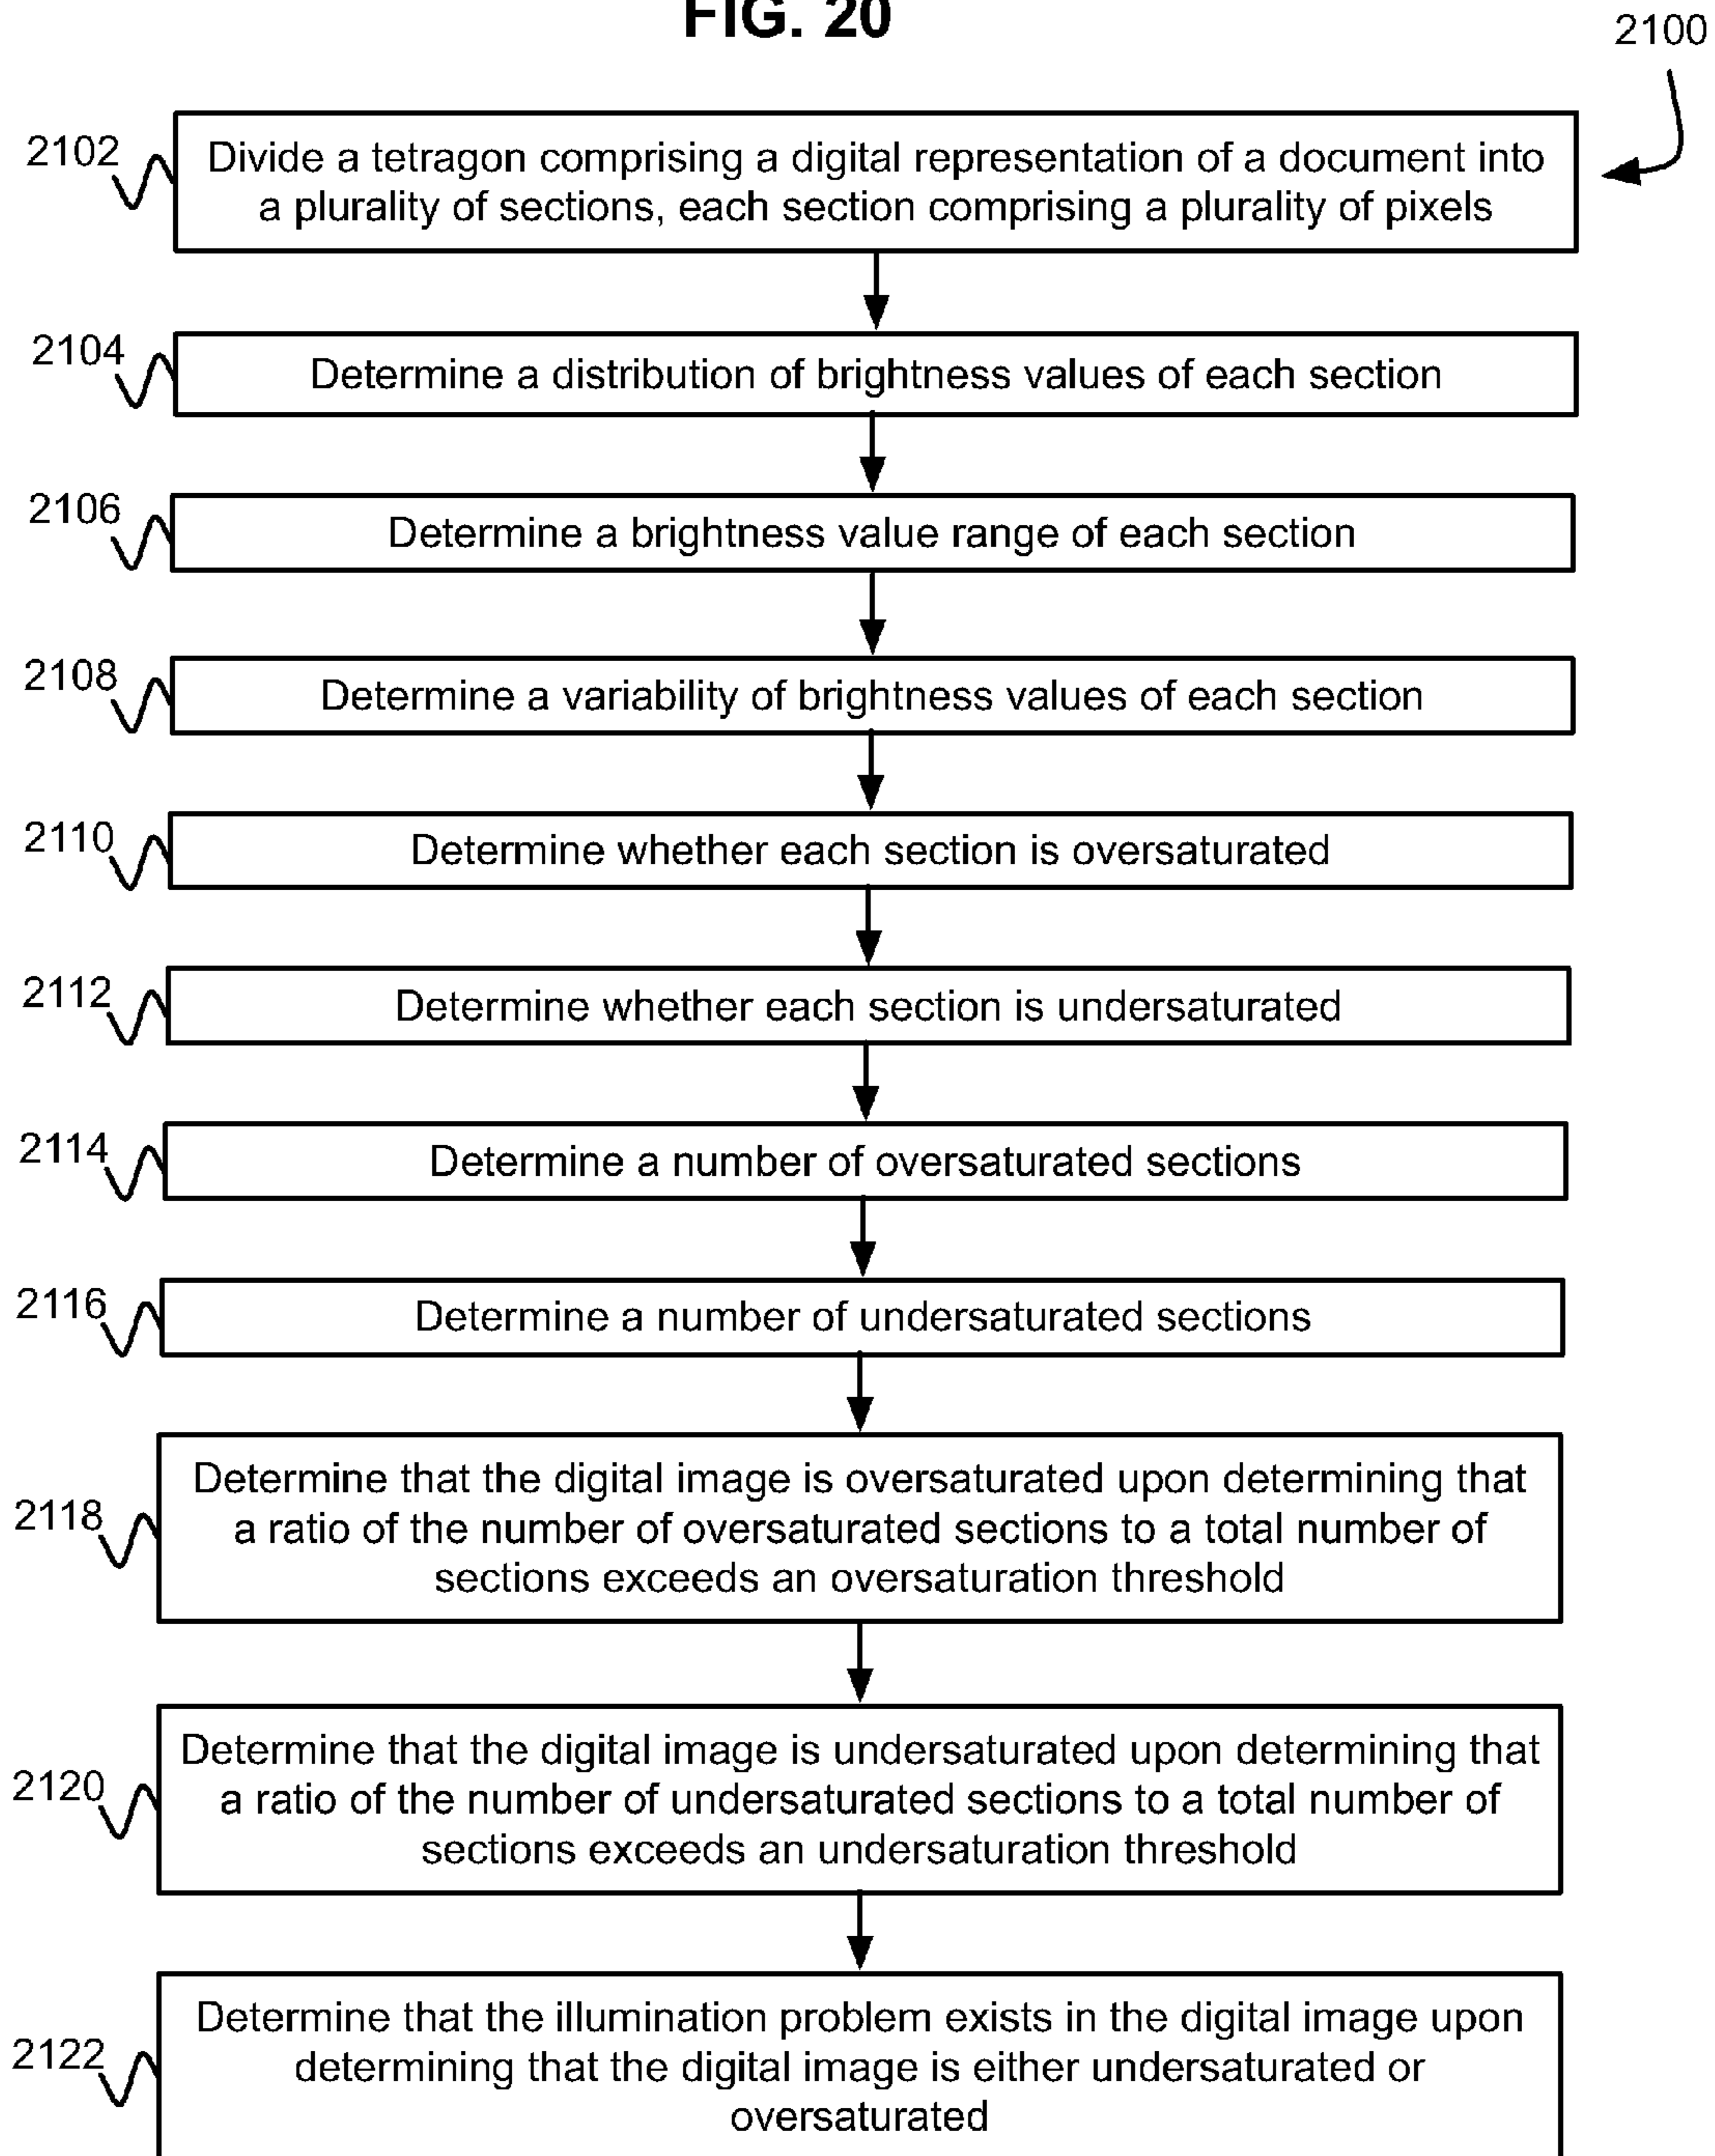 FIG. 20
2100
2102
Divide a tetragon comprising a digital representation of a document into
a plurality of sections, each section comprising a plurality of pixels
2104
Determine a distribution of brightness values of each section
2106
Determine a brightness value range of each section
2108
Determine a variability of brightness values of each section
2110
Determine whether each section is oversaturated
2112
Determine whether each section is undersaturated
2114
Determine a number of oversaturated sections
2116
Determine a number of undersaturated sections
2118
Determine that the digital image is oversaturated upon determining that
a ratio of the number of oversaturated sections to a total number of
sections exceeds an oversaturation threshold
2120
Determine that the digital image is undersaturated upon determining that
a ratio of the number of undersaturated sections to a total number of
sections exceeds an undersaturation threshold
2122
Determine that the illumination problem exists in the digital image upon
determining that the digital image is either undersaturated or
oversaturated